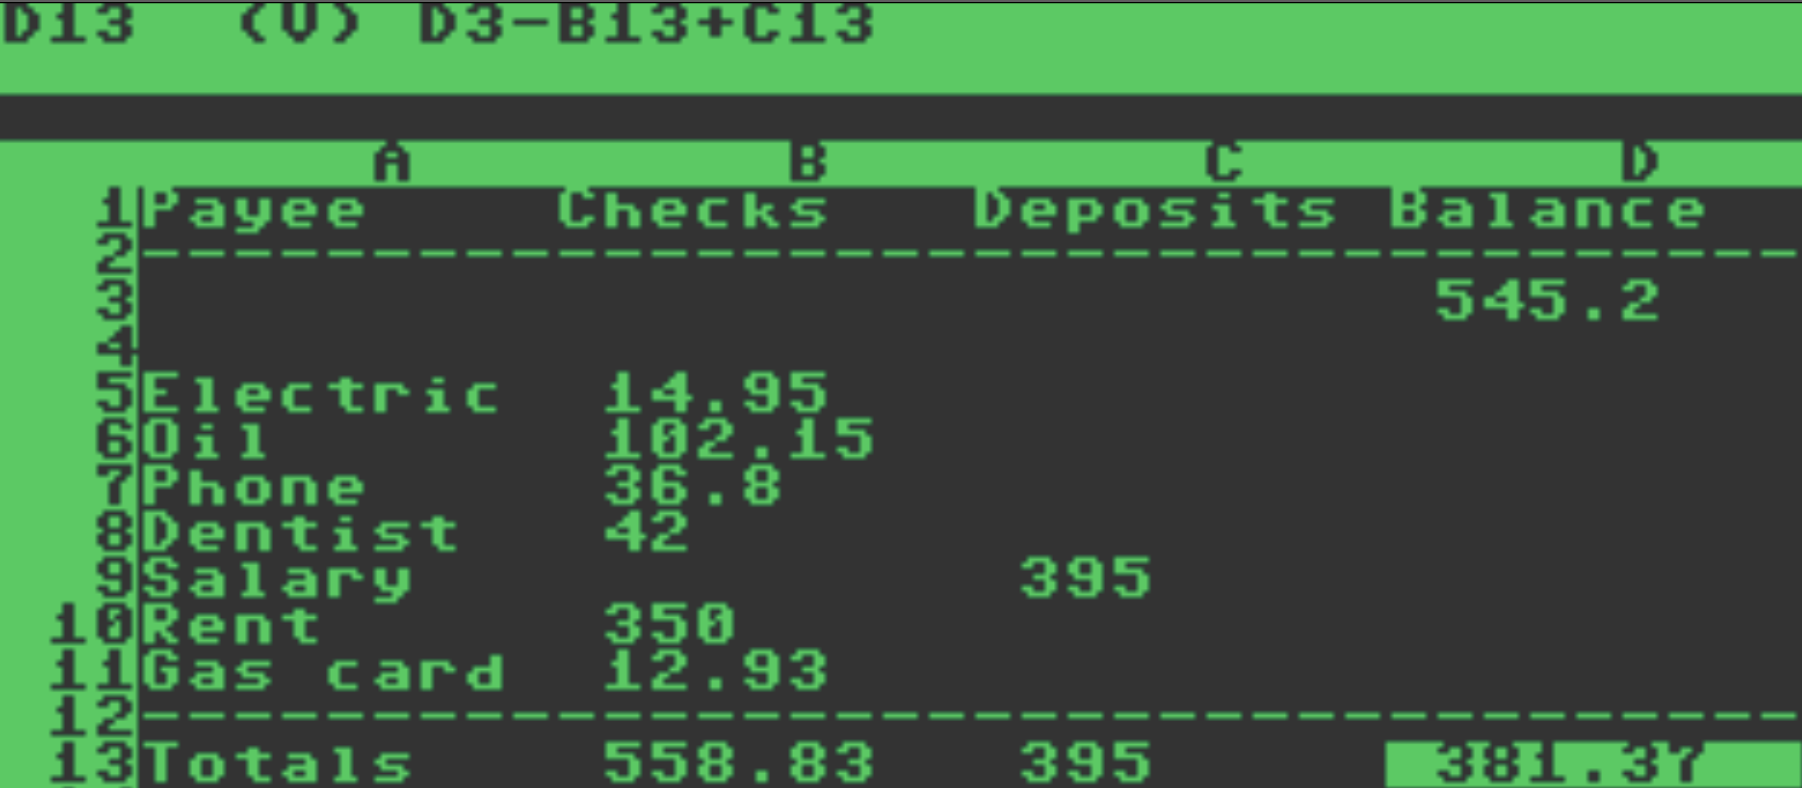 D13 (V) D3-B13+C13
A B C D
1 Payee Checks Deposits Balance
2 ------------------------------------
3 545.2
4
5 Electric 14.95
6 Oil 102.15
7 Phone 36.8
8 Dentist 42
9 Salary 395
10 Rent 350
11 Gas card 12.93
12 ------------------------------------
13 Totals 558.83 395 381.37